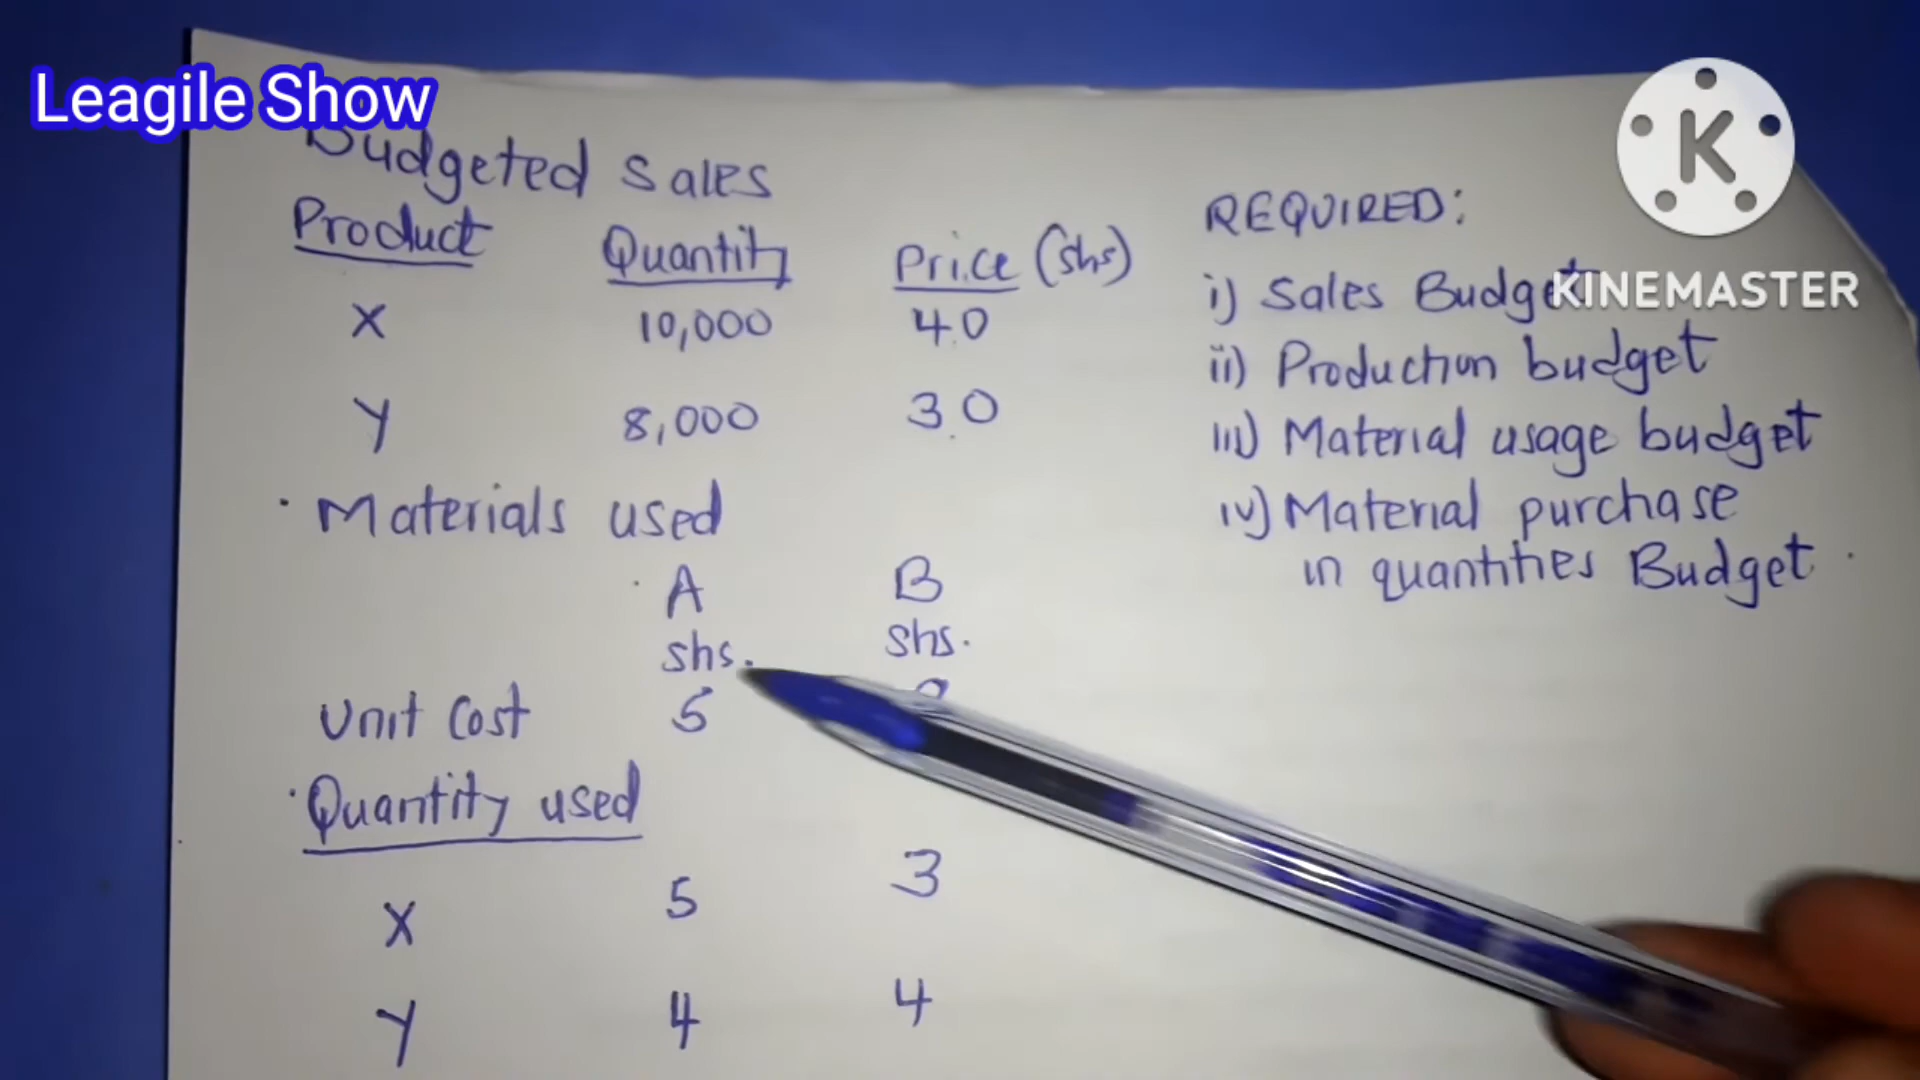 Leagile Show
Budgeted sales
Product Quantity Price (shs)
X 10,000 40
Y 8,000 30
Materials used
A B
shs. shs.
Unit Cost 5
Quantity used
X 5 3
Y 4 4
REQUIRED:
i) Sales Budget
ii) Production budget
iii) Material usage budget
iv) Material purchase
in quantities Budget
K
KINEMASTER